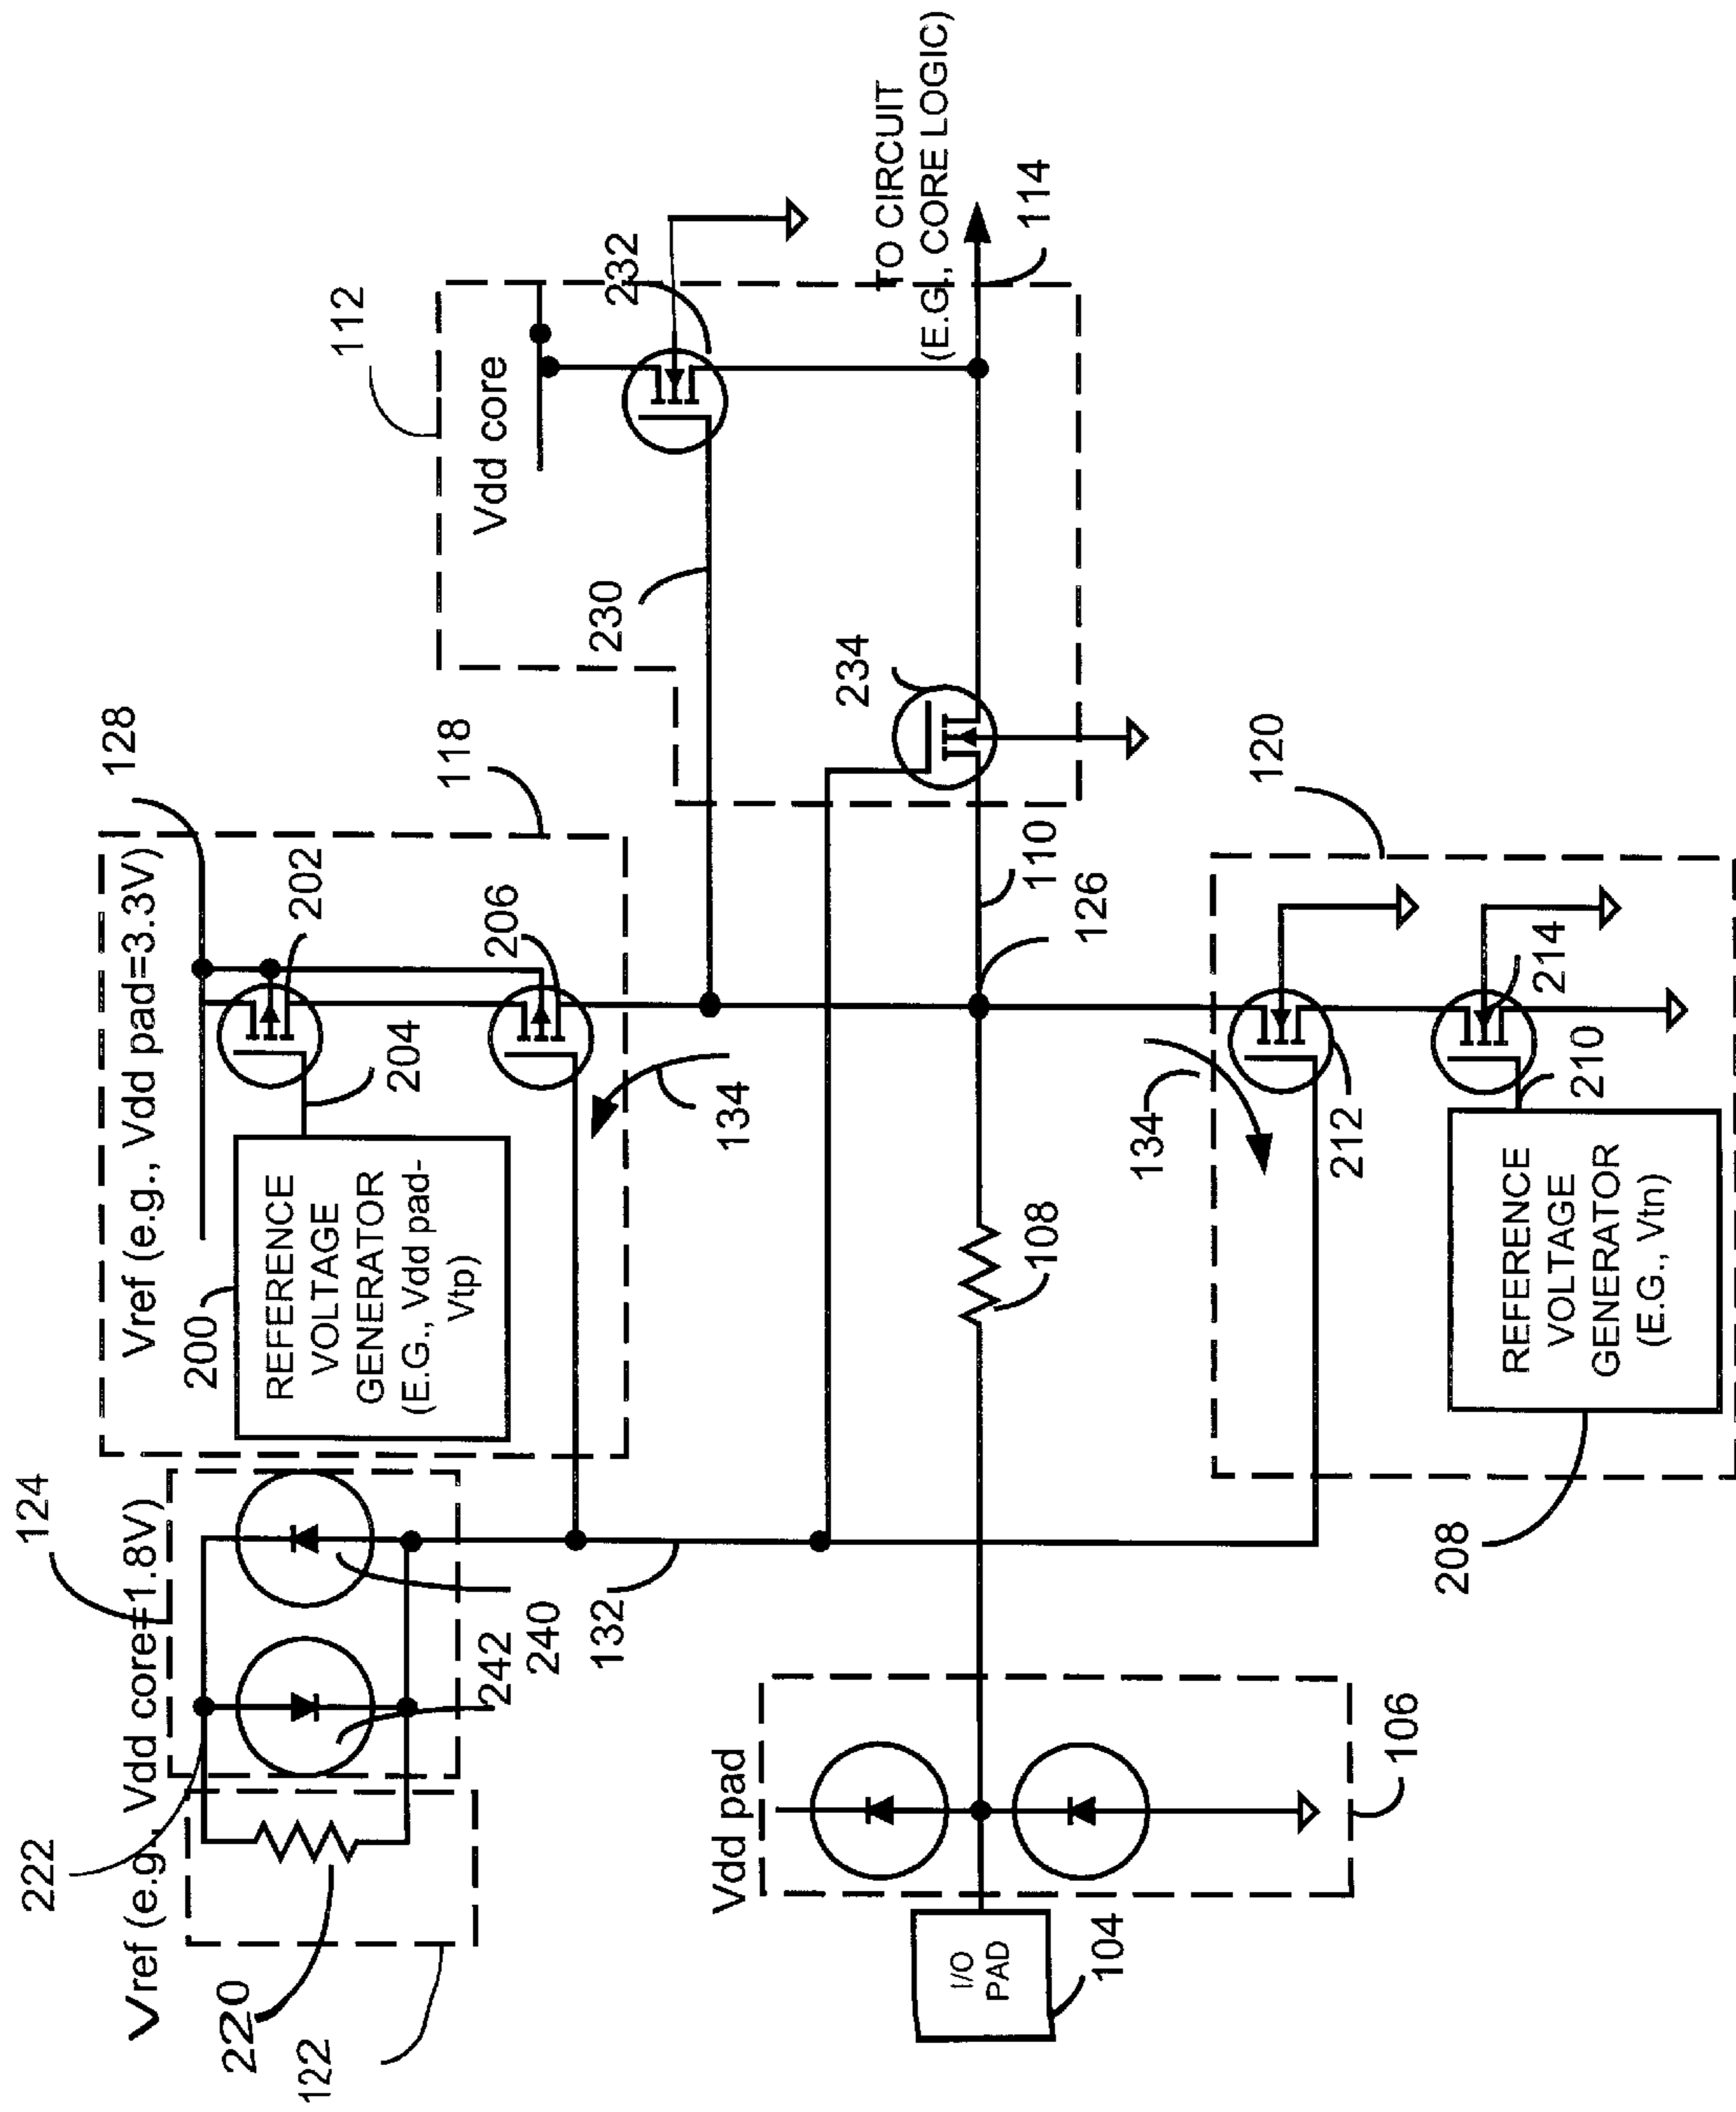 112
Vdd core
232
TO CIRCUIT
(E.G., CORE LOGIC)
114
230
234
128
118
Vref (e.g., Vdd pad=3.3V)
202
206
200
REFERENCE
VOLTAGE
GENERATOR
(E.G., Vdd pad-
Vtp)
204
134
110
126
120
124
Vref (e.g., Vdd core=1.8V)
222
220
122
242
240
132
108
134
212
214
210
REFERENCE
VOLTAGE
GENERATOR
(E.G., Vtn)
208
Vdd pad
106
I/O
PAD
104